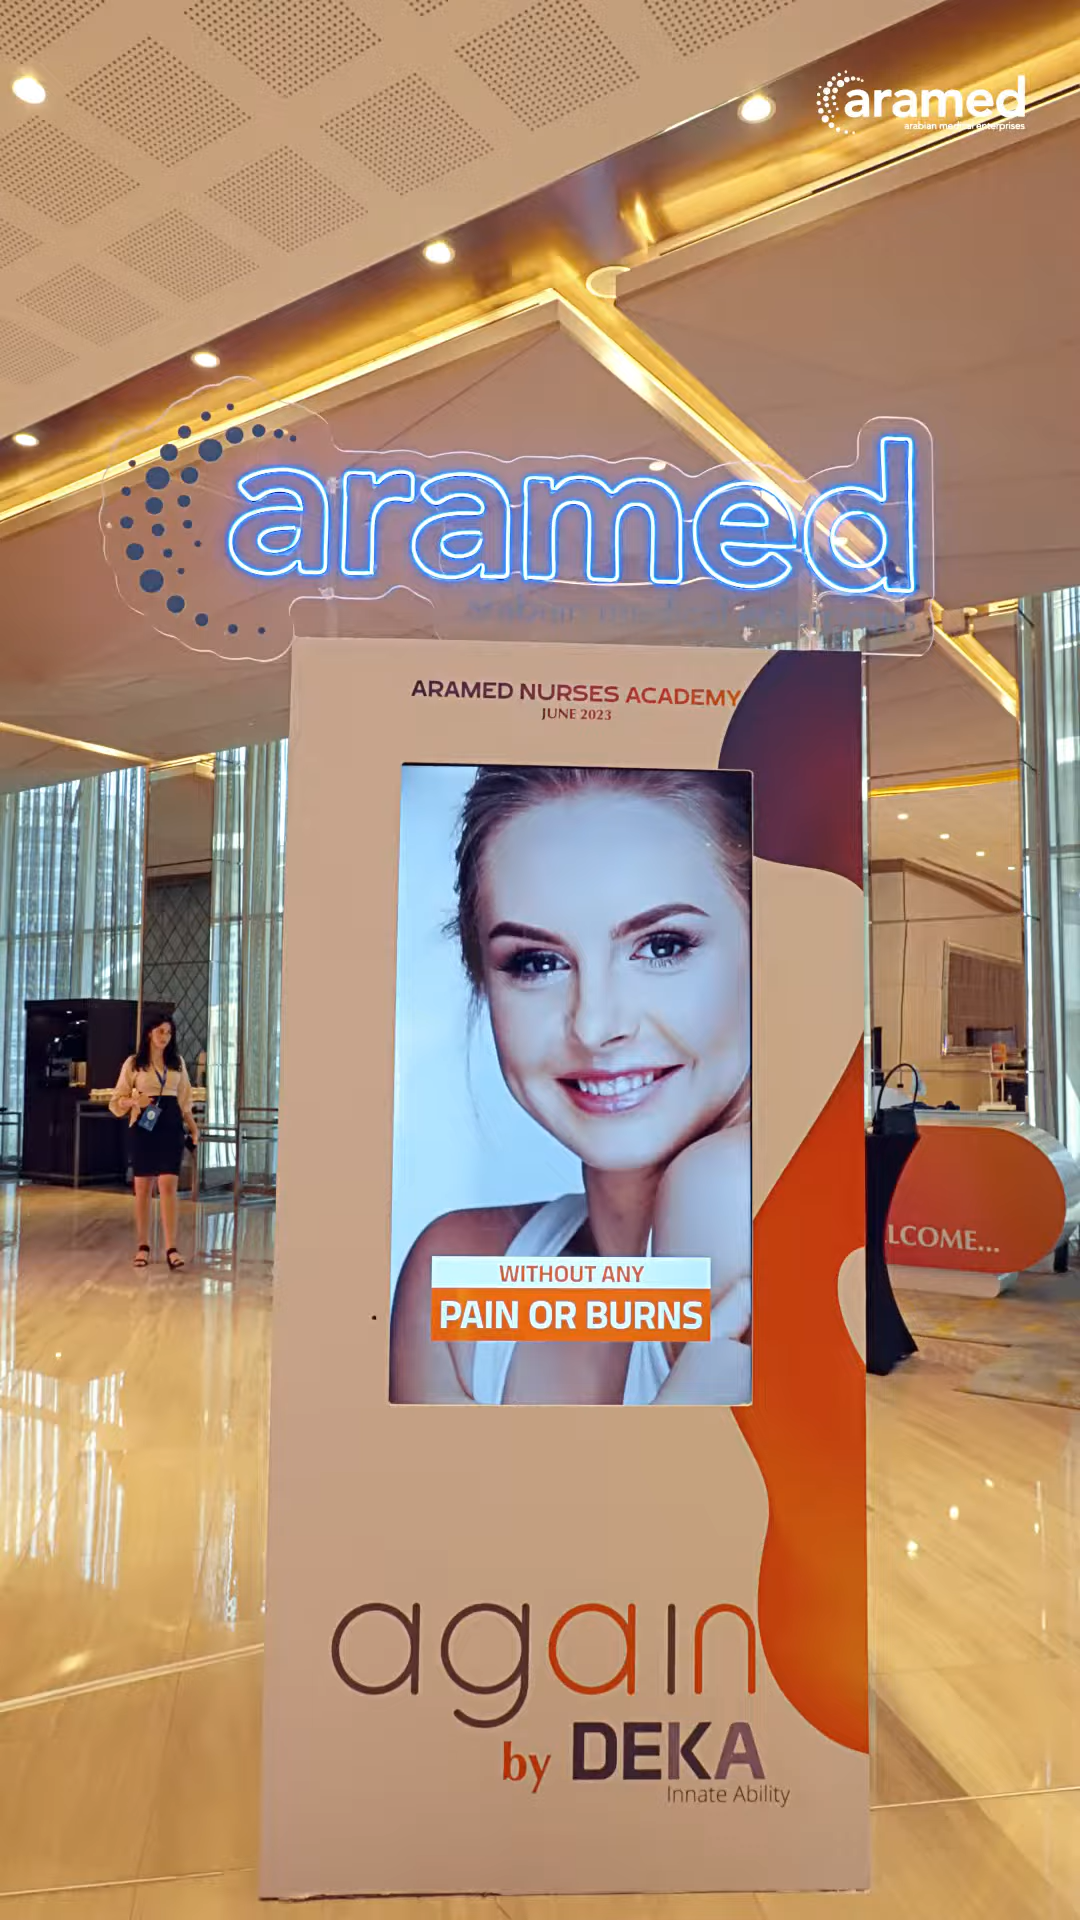 aramed
arabian medical enterprises
aramed
ARAMED NURSES ACADEMY
JUNE 2023
WITHOUT ANY
PAIN OR BURNS
LCOME...
again
by DEKA
Innate Ability